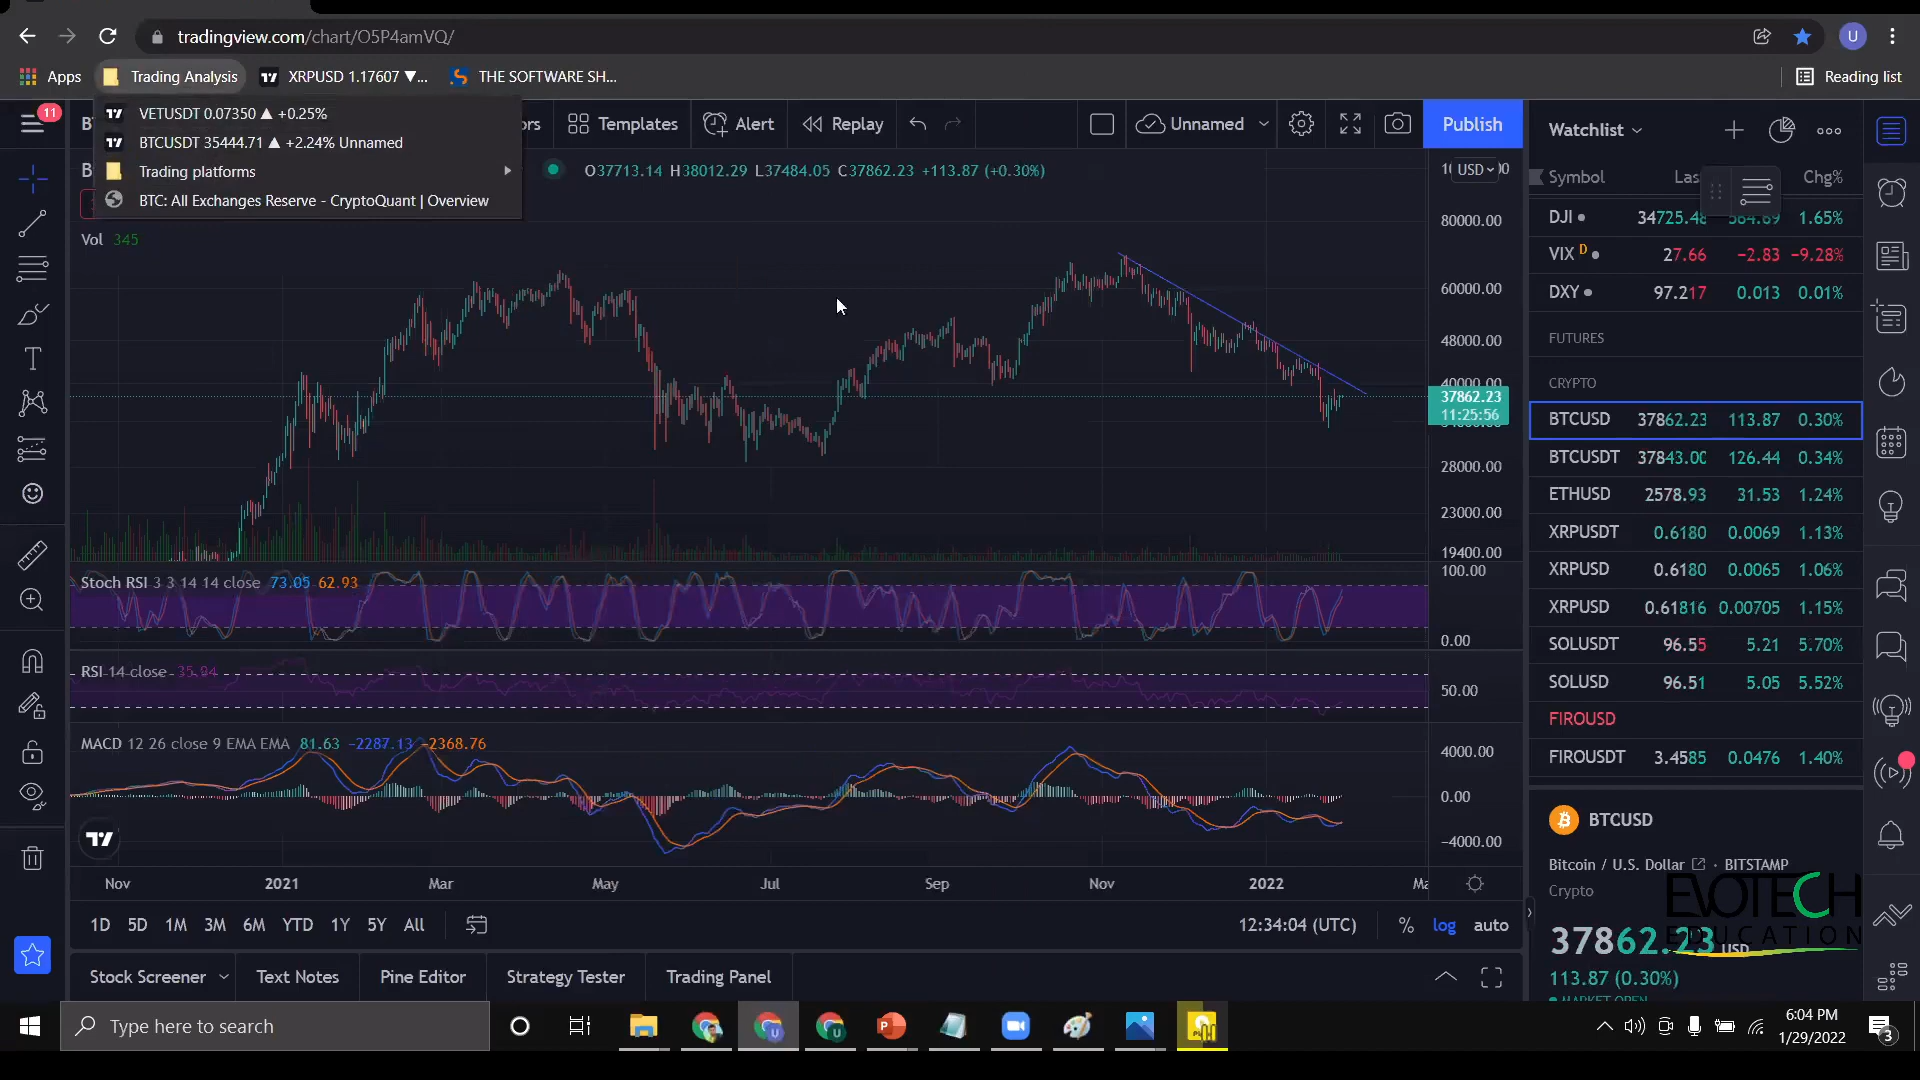 tradingview.com/chart/O5P4amVQ/
U
Apps
Trading Analysis
XRPUSD 1.17607 ▼...
THE SOFTWARE SH...
Reading list
VETUSDT 0.07350 ▲ +0.25%
BTCUSDT 35444.71 ▲ +2.24% Unnamed
Trading platforms
BTC: All Exchanges Reserve - CryptoQuant | Overview
11
Templates
Alert
Replay
Unnamed
Publish
O37713.14 H38012.29 L37484.05 C37862.23 +113.87 (+0.30%)
USD
Vol 345
80000.00
60000.00
48000.00
40000.00
37862.23
11:25:56
28000.00
23000.00
19400.00
Stoch RSI 3 3 14 14 close 73.05 62.93
100.00
0.00
RSI 14 close
50.00
MACD 12 26 close 9 EMA EMA 81.63 −2287.13 −2368.76
4000.00
0.00
−4000.00
Nov 2021 Mar May Jul Sep Nov 2022
1D 5D 1M 3M 6M YTD 1Y 5Y All
12:34:04 (UTC)
% log auto
Stock Screener
Text Notes
Pine Editor
Strategy Tester
Trading Panel
Watchlist
Symbol Chg%
DJI 1.65%
VIX D 27.66 −2.83 −9.28%
DXY 97.217 0.013 0.01%
FUTURES
CRYPTO
BTCUSD 37862.23 113.87 0.30%
BTCUSDT 37843.00 126.44 0.34%
ETHUSD 2578.93 31.53 1.24%
XRPUSDT 0.6180 0.0069 1.13%
XRPUSD 0.6180 0.0065 1.06%
XRPUSD 0.61816 0.00705 1.15%
SOLUSDT 96.55 5.21 5.70%
SOLUSD 96.51 5.05 5.52%
FIROUSD
FIROUSDT 3.4585 0.0476 1.40%
BTCUSD
Bitcoin / U.S. Dollar · BITSTAMP
Crypto
EVOTECH
EDUCATION
37862.23 USD
113.87 (0.30%)
Type here to search
6:04 PM
1/29/2022
3